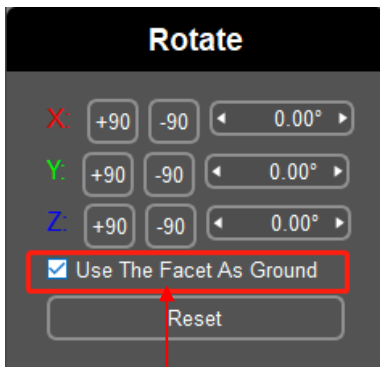 Rotate
X: +90 -90 0.00°
Y: +90 -90 0.00°
Z: +90 -90 0.00°
Use The Facet As Ground
Reset